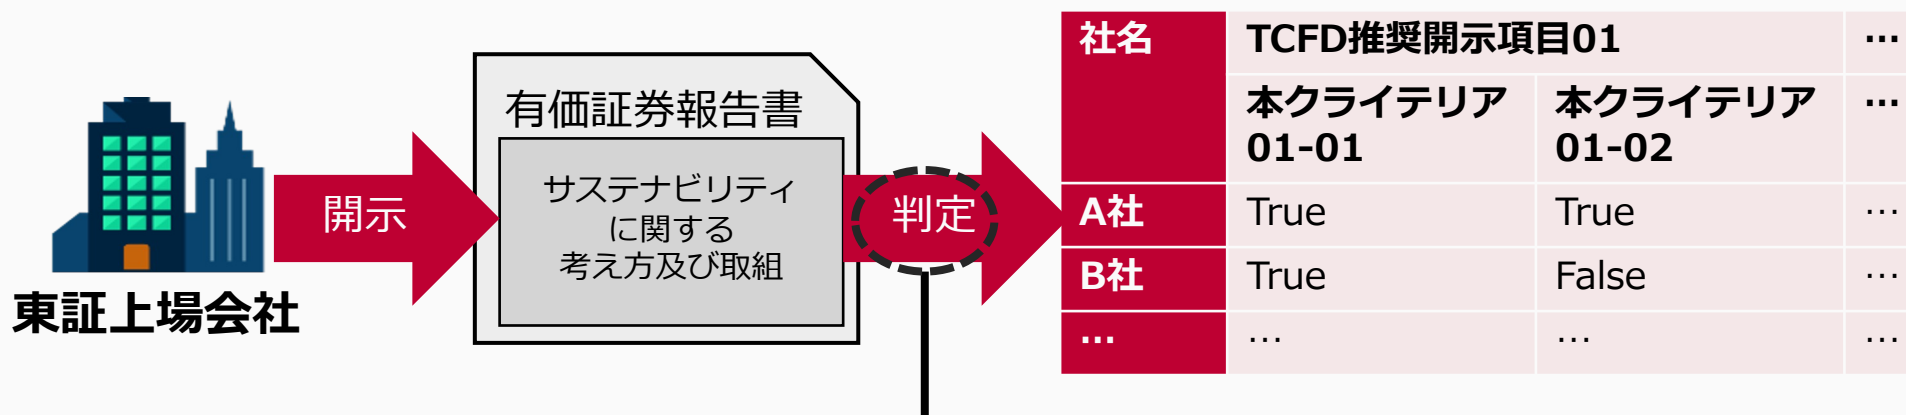 東証上場会社
開示
有価証券報告書
サステナビリティ
に関する
考え方及び取組
判定
社名 TCFD推奨開示項目01 …
本クライテリア 本クライテリア …
01-01 01-02
A社 True True …
B社 True False …
… … … …